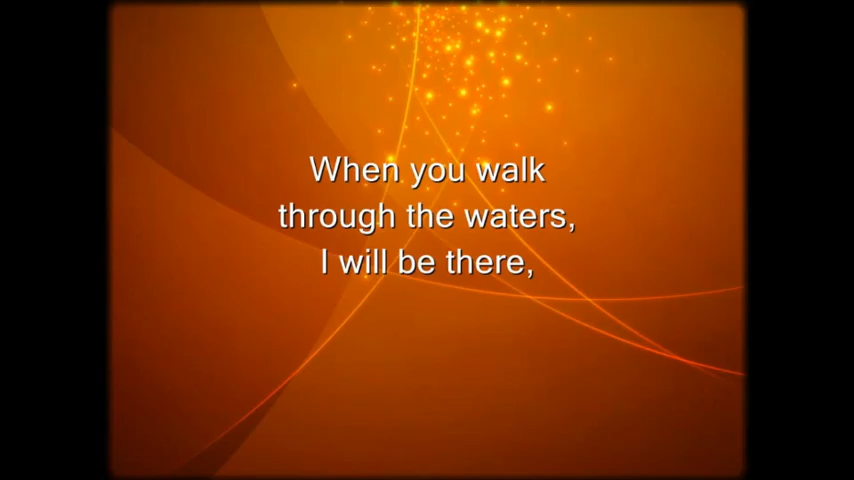 When you walk
through the waters,
I will be there,